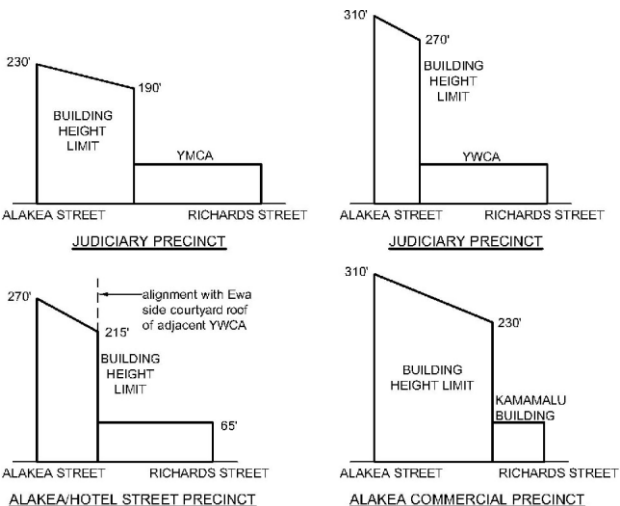 230'
190'
BUILDING
HEIGHT
LIMIT
YMCA
ALAKEA STREET
RICHARDS STREET
JUDICIARY PRECINCT
310'
270'
BUILDING
HEIGHT
LIMIT
YWCA
ALAKEA STREET
RICHARDS STREET
JUDICIARY PRECINCT
270'
alignment with Ewa
side courtyard roof
of adjacent YWCA
215'
BUILDING
HEIGHT
LIMIT
65'
ALAKEA STREET
RICHARDS STREET
ALAKEA/HOTEL STREET PRECINCT
310'
230'
BUILDING
HEIGHT LIMIT
KAMAMALU
BUILDING
ALAKEA STREET
RICHARDS STREET
ALAKEA COMMERCIAL PRECINCT